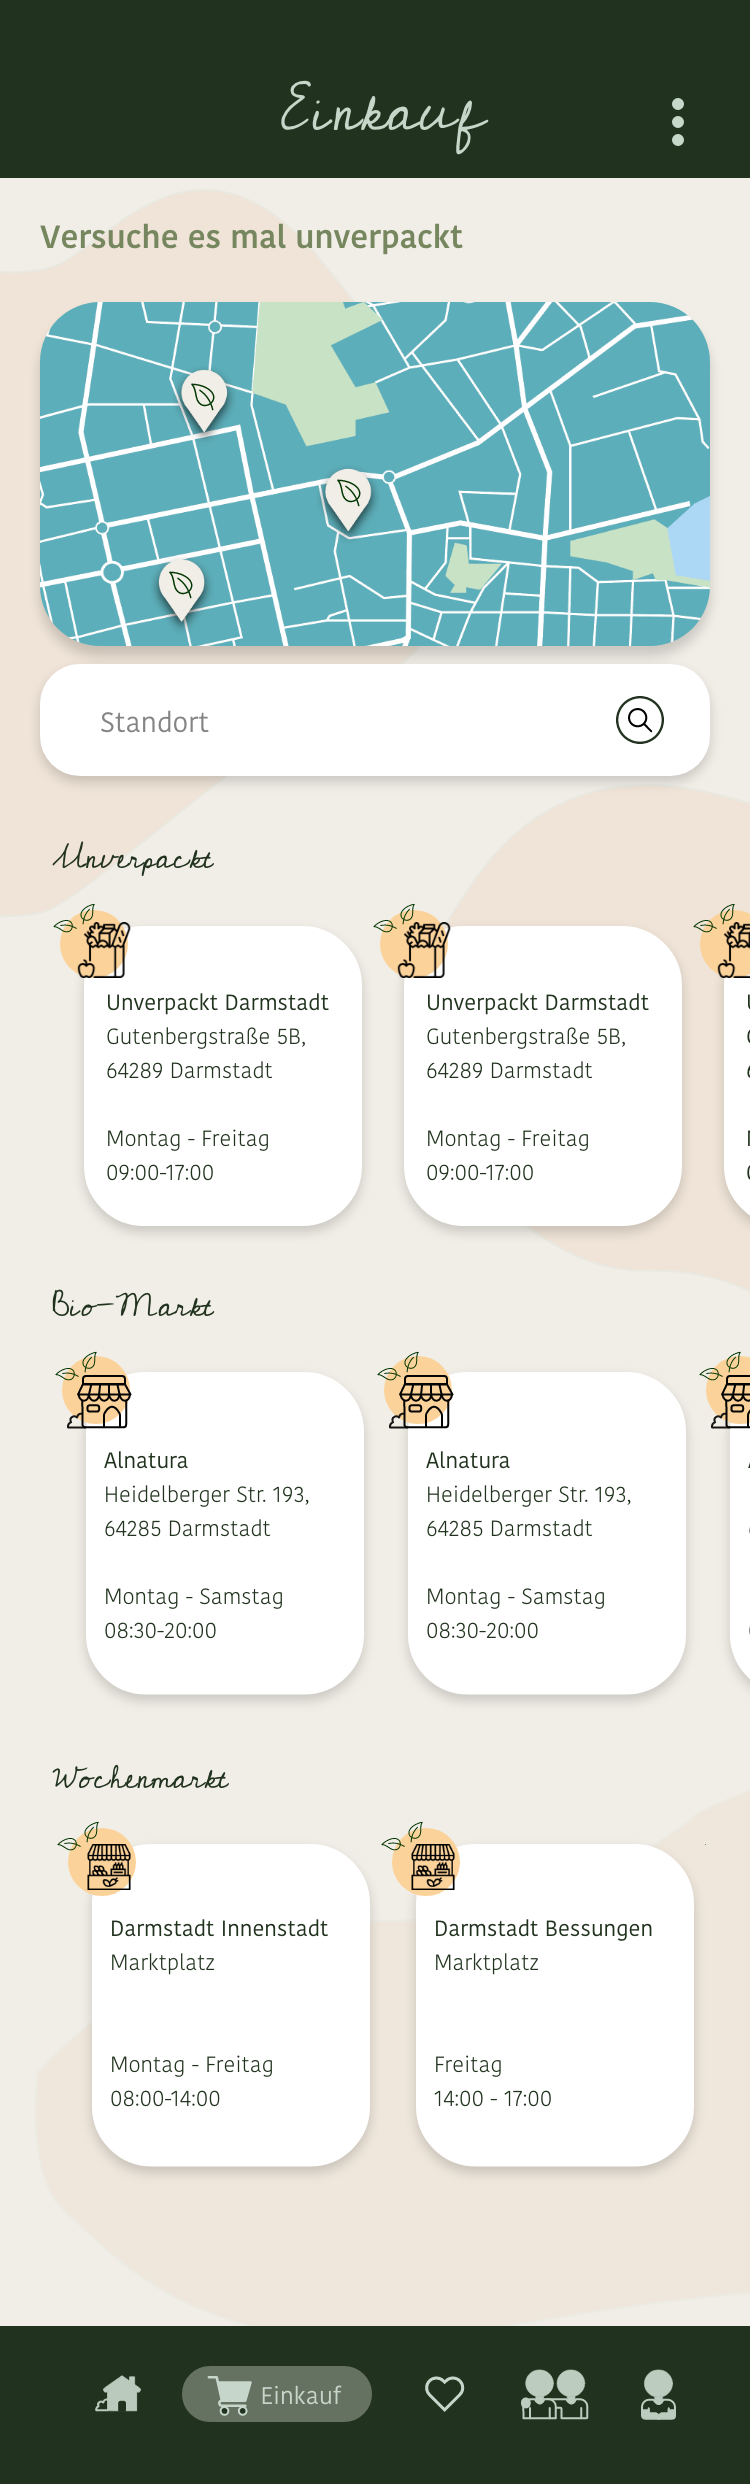 Einkauf
Versuche es mal unverpackt
Standort
Unverpackt
Unverpackt Darmstadt
Gutenbergstraße 5B,
64289 Darmstadt
Montag - Freitag
09:00-17:00
Unverpackt Darmstadt
Gutenbergstraße 5B,
64289 Darmstadt
Montag - Freitag
09:00-17:00
Bio-Markt
Alnatura
Heidelberger Str. 193,
64285 Darmstadt
Montag - Samstag
08:30-20:00
Alnatura
Heidelberger Str. 193,
64285 Darmstadt
Montag - Samstag
08:30-20:00
Wochenmarkt
Darmstadt Innenstadt
Marktplatz
Montag - Freitag
08:00-14:00
Darmstadt Bessungen
Marktplatz
Freitag
14:00 - 17:00
Einkauf